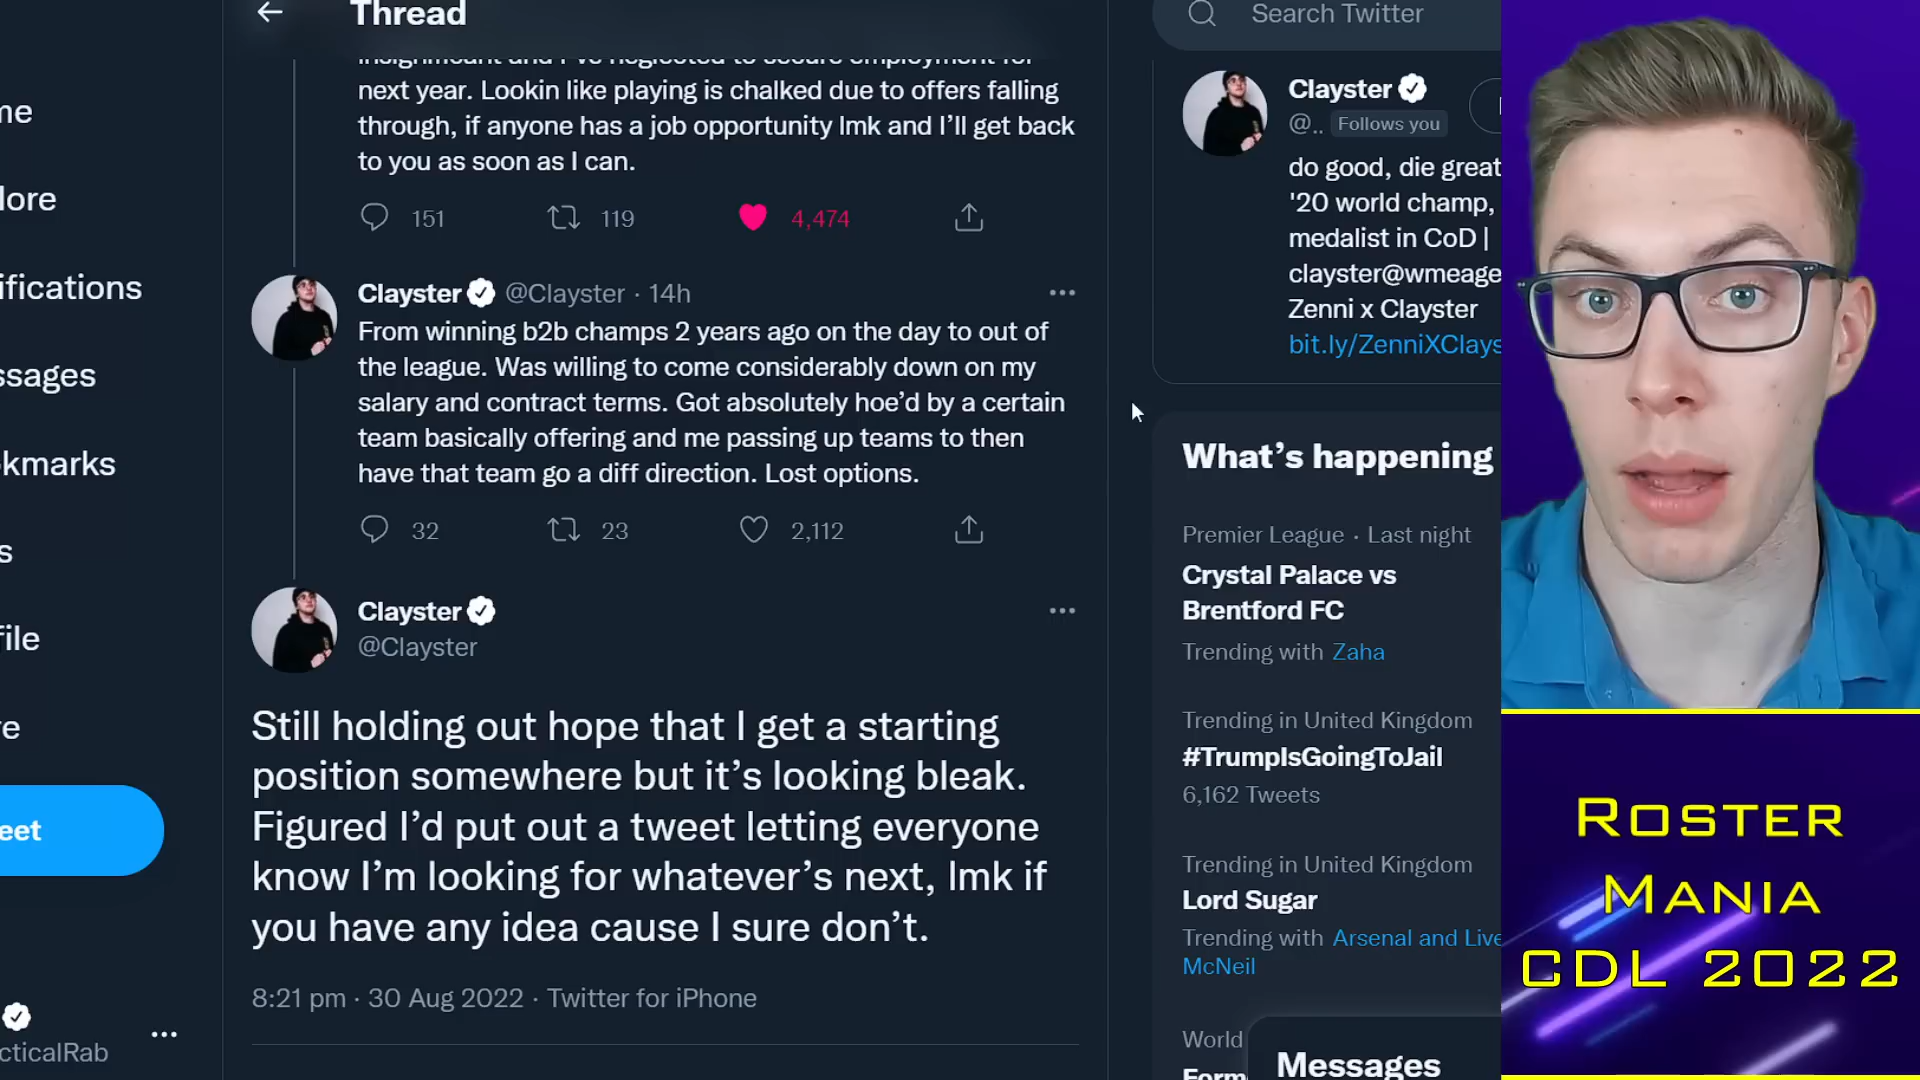 Thread
next year. Lookin like playing is chalked due to offers falling
through, if anyone has a job opportunity lmk and I’ll get back
to you as soon as I can.
151 119 4,474
Clayster @Clayster · 14h
From winning b2b champs 2 years ago on the day to out of
the league. Was willing to come considerably down on my
salary and contract terms. Got absolutely hoe’d by a certain
team basically offering and me passing up teams to then
have that team go a diff direction. Lost options.
32 23 2,112
Clayster
@Clayster
Still holding out hope that I get a starting
position somewhere but it’s looking bleak.
Figured I’d put out a tweet letting everyone
know I’m looking for whatever’s next, lmk if
you have any idea cause I sure don’t.
8:21 pm · 30 Aug 2022 · Twitter for iPhone
me
lore
ifications
ssages
kmarks
s
file
re
eet
cticalRab
Search Twitter
Clayster
@.. Follows you
do good, die great
'20 world champ,
medalist in CoD |
clayster@wmeage
Zenni x Clayster
bit.ly/ZenniXClays
What’s happening
Premier League · Last night
Crystal Palace vs
Brentford FC
Trending with Zaha
Trending in United Kingdom
#TrumpIsGoingToJail
6,162 Tweets
Trending in United Kingdom
Lord Sugar
Trending with Arsenal and Live
McNeil
World
Messages
Roster
Mania
CDL 2022